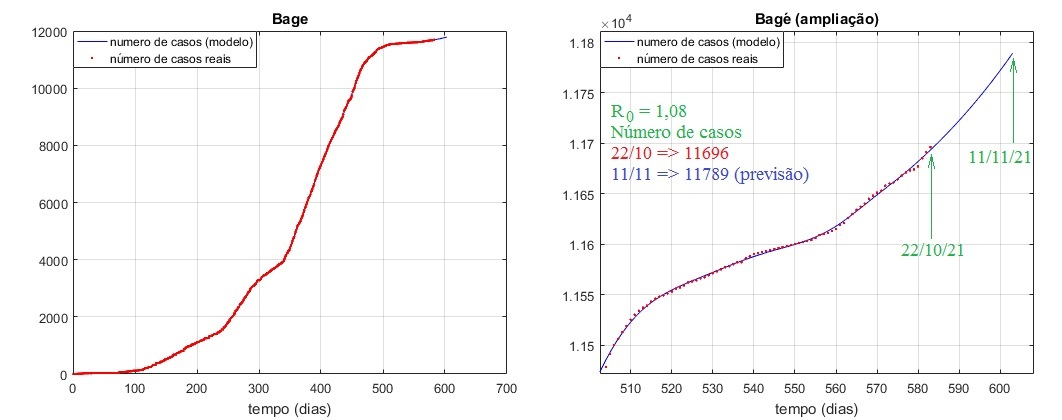 Bage
numero de casos (modelo)
número de casos reais
12000
10000
8000
6000
4000
2000
0
0 100 200 300 400 500 600 700
tempo (dias)
Bagé (ampliação)
×10⁴
numero de casos (modelo)
número de casos reais
1.18
1.175
1.17
1.165
1.16
1.155
1.15
R₀ = 1,08
Número de casos
22/10 => 11696
11/11 => 11789 (previsão)
11/11/21
22/10/21
510 520 530 540 550 560 570 580 590 600
tempo (dias)